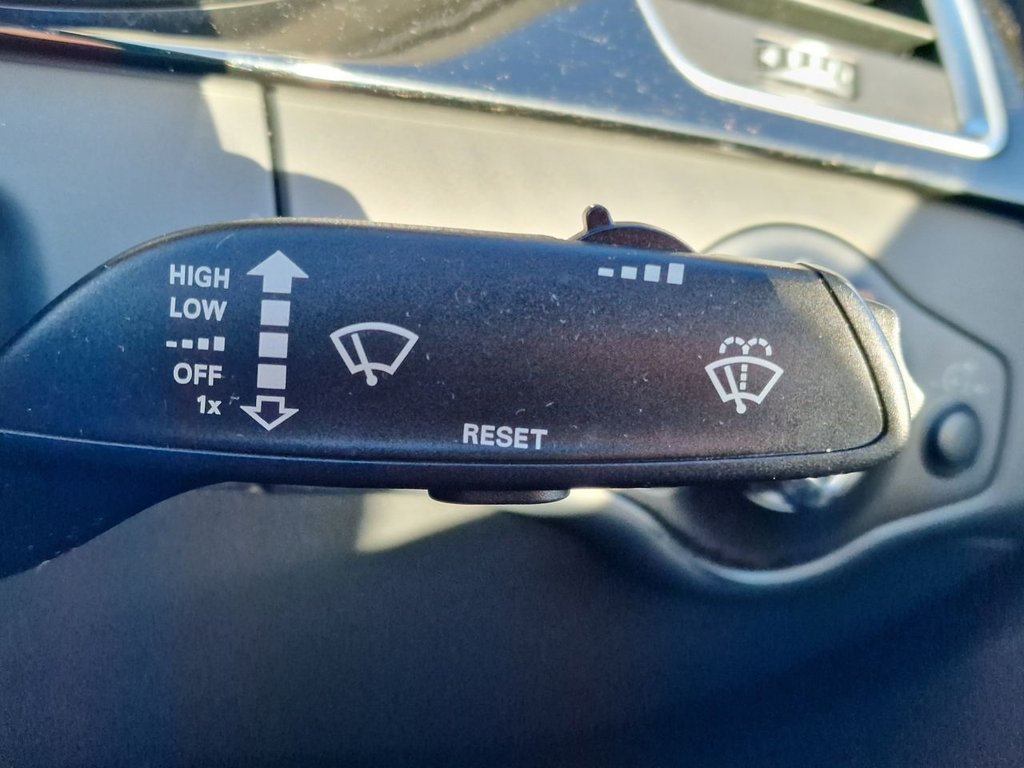 HIGH
LOW
OFF
1x
RESET